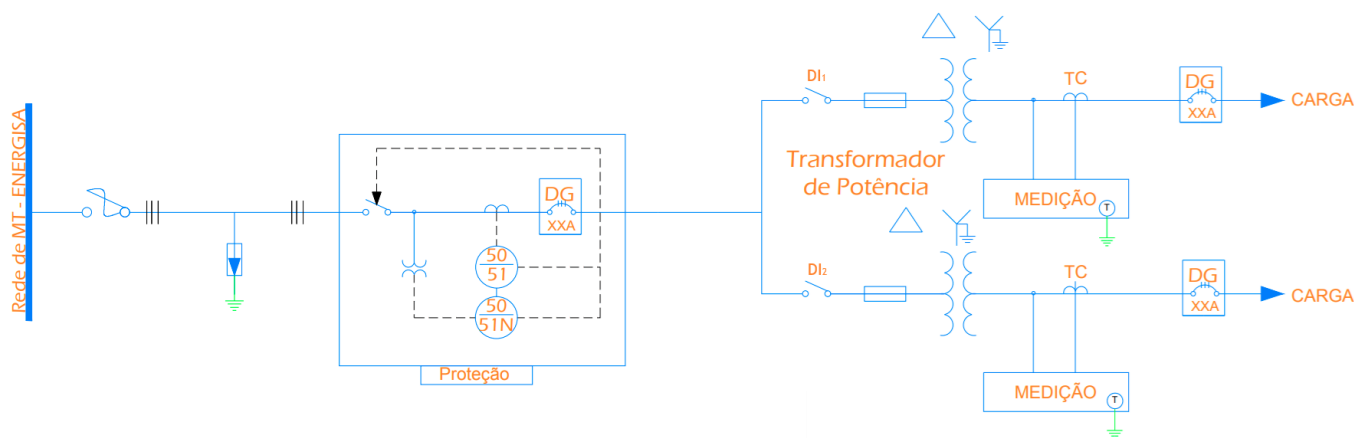 Rede de MT - ENERGISA
DG
XXA
50
51
50
51N
Proteção
DI1
Transformador
de Potência
TC
DG
XXA
CARGA
MEDIÇÃO
T
DI2
TC
DG
XXA
CARGA
MEDIÇÃO
T